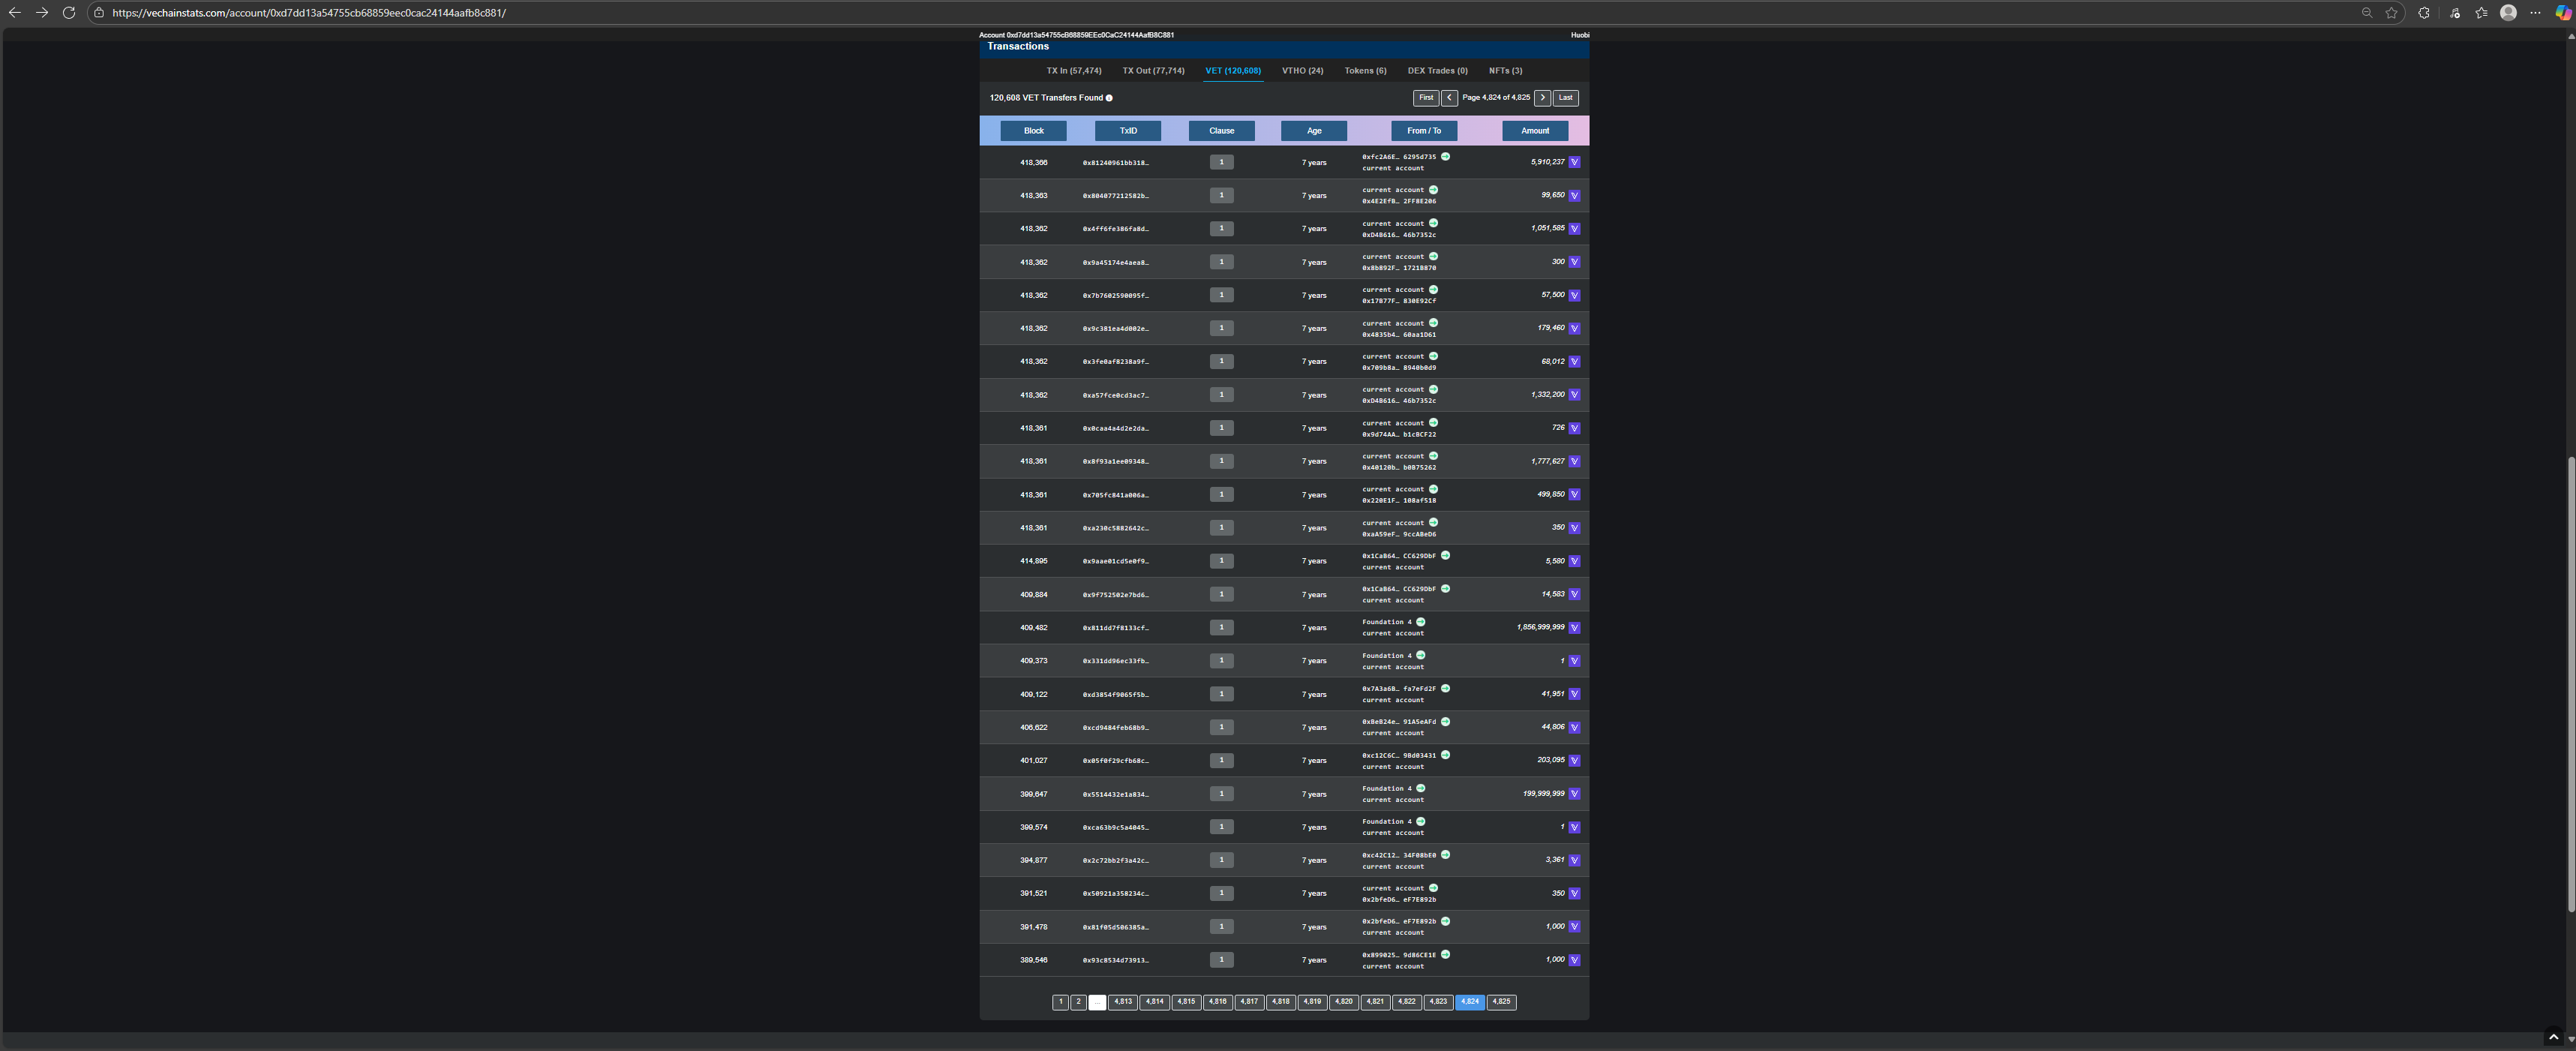 https://vechainstats.com/account/0xd7dd13a54755cb68859eec0cac24144aafb8c881/
Account 0xd7dd13a54755cB68859EEc0CaC24144AafB8C881 Huobi
Transactions
TX In (57,474) TX Out (77,714) VET (120,608) VTHO (24) Tokens (6) DEX Trades (0) NFTs (3)
120,608 VET Transfers Found First Page 4,824 of 4,825 Last
Block TxID Clause Age From / To Amount
418,366 0x81240961bb318… 1 7 years 0xfc2A6E… 6295d735 5,910,237
current account
418,363 0x804077212582b… 1 7 years current account 99,650
0x4E2EfB… 2FF8E206
418,362 0x4ff6fe386fa8d… 1 7 years current account 1,051,585
0xD4B616… 46b7352c
418,362 0x9a45174e4aea8… 1 7 years current account 300
0x8b892F… 17218870
418,362 0x7b7602590095f… 1 7 years current account 57,500
0x17B77F… 830E92Cf
418,362 0x9c381ea4d002e… 1 7 years current account 179,460
0x4835b4… 60aa1D61
418,362 0x3fe0af8238a9f… 1 7 years current account 68,012
0x709b8a… 8940b0d9
418,362 0xa57fce0cd3ac7… 1 7 years current account 1,332,200
0xD4B616… 46b7352c
418,361 0x0caa4a4d2e2da… 1 7 years current account 726
0x9d74AA… b1cBCF22
418,361 0x8f93a1ee09348… 1 7 years current account 1,777,627
0x40120b… b0B75262
418,361 0x705fc841a006a… 1 7 years current account 499,850
0x220E1F… 108af518
418,361 0xa230c5882642c… 1 7 years current account 350
0xaA59eF… 9ccABeD6
414,895 0x9aae01cd5e0f9… 1 7 years 0x1CaB64… CC629DbF 5,580
current account
409,884 0x9f752502e7bd6… 1 7 years 0x1CaB64… CC629DbF 14,583
current account
409,482 0x811dd7f8133cf… 1 7 years Foundation 4 1,856,999,999
current account
409,373 0x331dd96ec33fb… 1 7 years Foundation 4 1
current account
409,122 0xd3854f9065f5b… 1 7 years 0x7A3a6B… fa7eFd2F 41,951
current account
406,622 0xcd9484feb68b9… 1 7 years 0xBeB24e… 91A5eAFd 44,806
current account
401,027 0x05f0f29cfb68c… 1 7 years 0xc12C6C… 9Bd03431 203,095
current account
399,647 0x5514432e1a834… 1 7 years Foundation 4 199,999,999
current account
399,574 0xca63b9c5a4045… 1 7 years Foundation 4 1
current account
394,877 0x2c72bb2f3a42c… 1 7 years 0xc42C12… 34F08bE0 3,361
current account
391,521 0x50921a358234c… 1 7 years current account 350
0x2bfeD6… eF7E892b
391,478 0x81f05d506385a… 1 7 years 0x2bfeD6… eF7E892b 1,000
current account
389,546 0x93c8534d73913… 1 7 years 0x899025… 9d86CE1E 1,000
current account
1 2 … 4,813 4,814 4,815 4,816 4,817 4,818 4,819 4,820 4,821 4,822 4,823 4,824 4,825